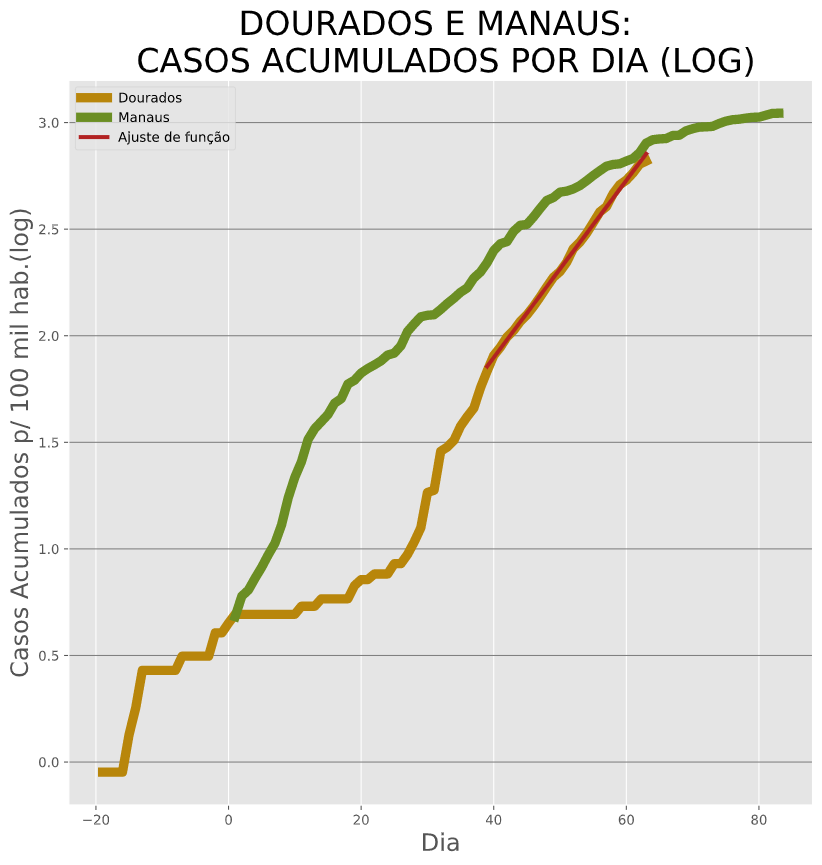 DOURADOS E MANAUS:
CASOS ACUMULADOS POR DIA (LOG)
Dourados
Manaus
Ajuste de função
Casos Acumulados p/ 100 mil hab.(log)
3.0
2.5
2.0
1.5
1.0
0.5
0.0
−20 0 20 40 60 80
Dia